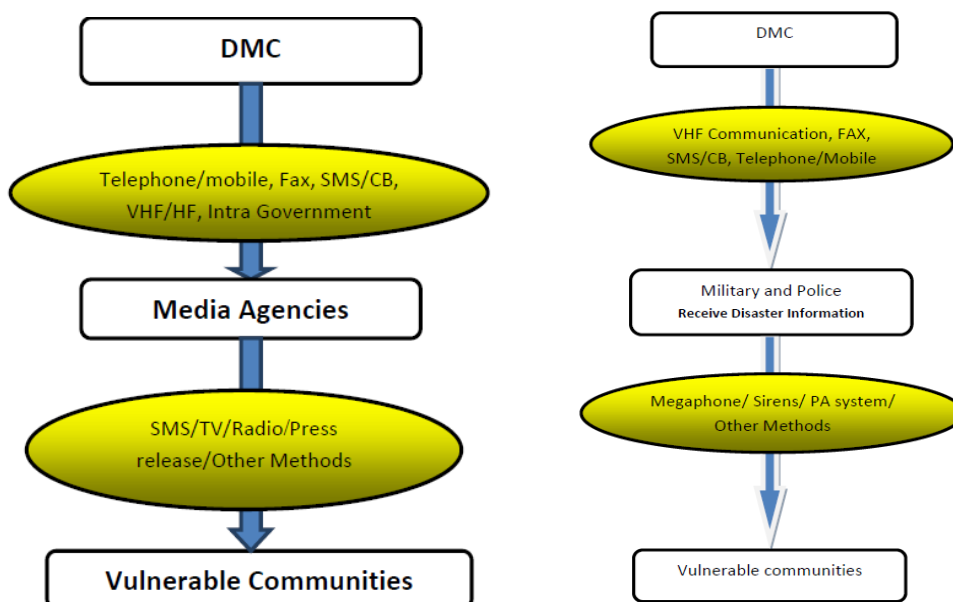 DMC
Telephone/mobile, Fax, SMS/CB,
VHF/HF, Intra Government
Media Agencies
SMS/TV/Radio/Press
release/Other Methods
Vulnerable Communities
DMC
VHF Communication, FAX,
SMS/CB, Telephone/Mobile
Military and Police
Receive Disaster Information
Megaphone/ Sirens/ PA system/
Other Methods
Vulnerable communities